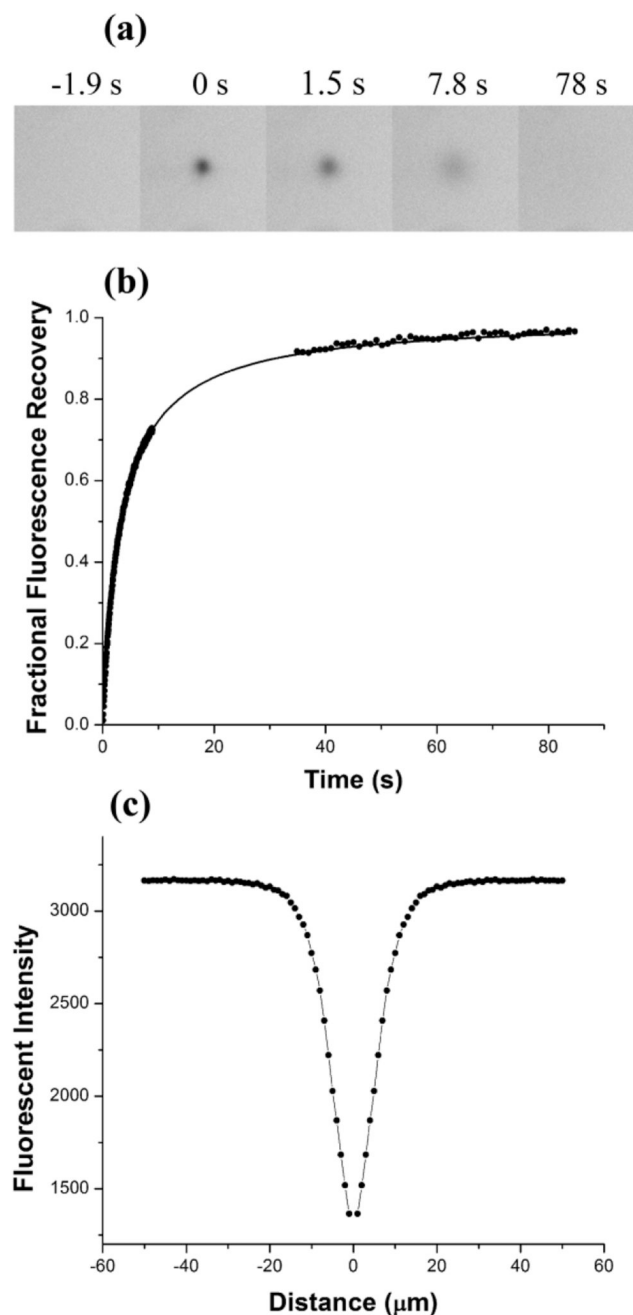 (a)
-1.9 s 0 s 1.5 s 7.8 s 78 s
(b)
1.0
0.8
0.6
0.4
0.2
0.0
0 20 40 60 80
Fractional Fluorescence Recovery
Time (s)
(c)
3000
2500
2000
1500
-60 -40 -20 0 20 40 60
Fluorescent Intensity
Distance (μm)